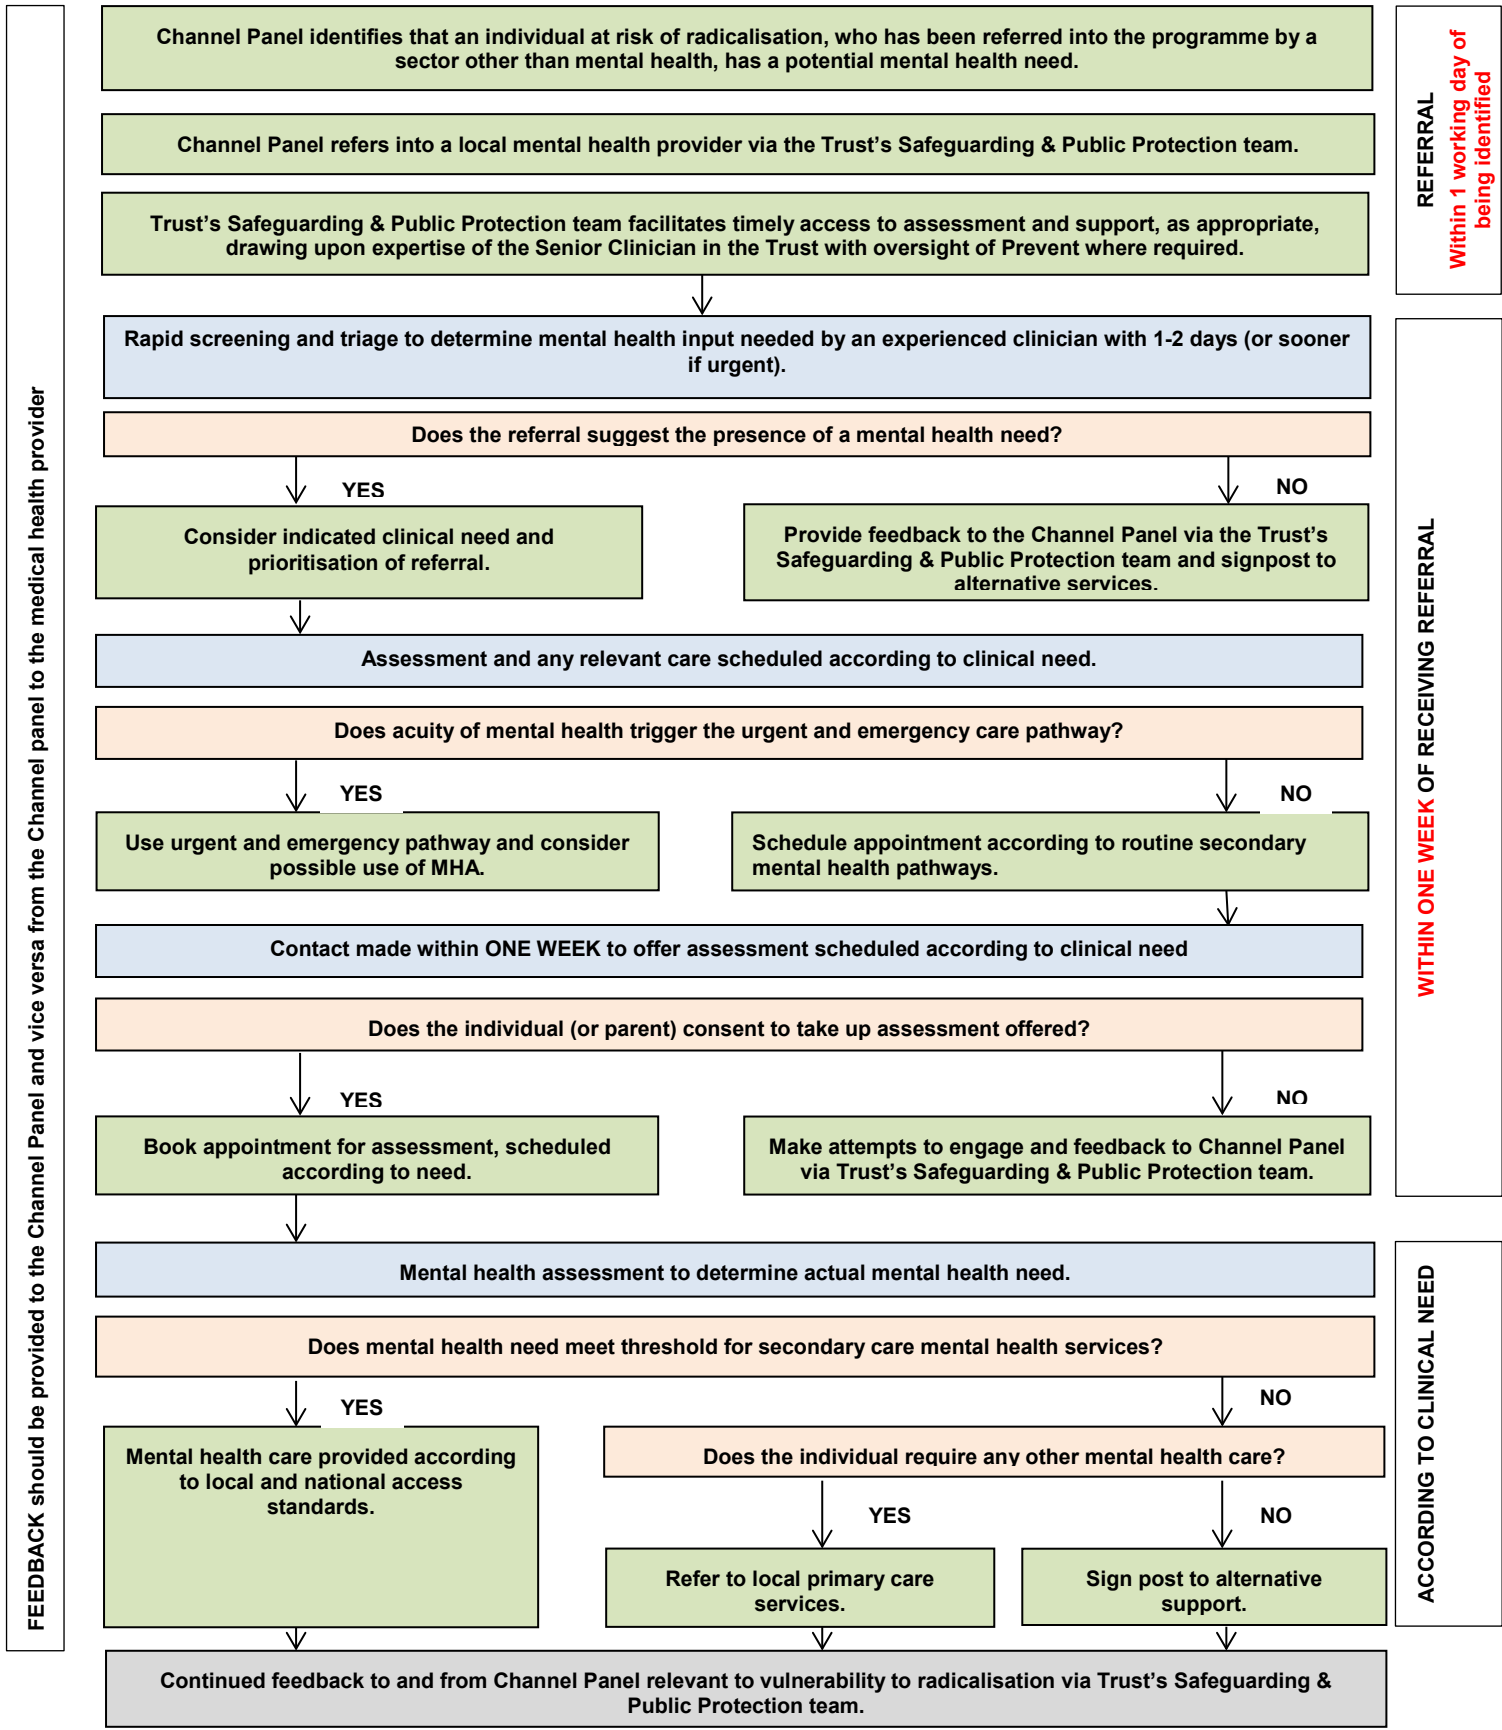 Channel Panel identifies that an individual at risk of radicalisation, who has been referred into the programme by a
sector other than mental health, has a potential mental health need.
Channel Panel refers into a local mental health provider via the Trust's Safeguarding & Public Protection team.
Trust's Safeguarding & Public Protection team facilitates timely access to assessment and support, as appropriate,
drawing upon expertise of the Senior Clinician in the Trust with oversight of Prevent where required.
REFERRAL
Within 1 working day of
being identified
Rapid screening and triage to determine mental health input needed by an experienced clinician with 1-2 days (or sooner
if urgent).
Does the referral suggest the presence of a mental health need?
YES
NO
Consider indicated clinical need and
prioritisation of referral.
Provide feedback to the Channel Panel via the Trust's
Safeguarding & Public Protection team and signpost to
alternative services.
Assessment and any relevant care scheduled according to clinical need.
Does acuity of mental health trigger the urgent and emergency care pathway?
YES
NO
Use urgent and emergency pathway and consider
possible use of MHA.
Schedule appointment according to routine secondary
mental health pathways.
Contact made within ONE WEEK to offer assessment scheduled according to clinical need
Does the individual (or parent) consent to take up assessment offered?
YES
NO
Book appointment for assessment, scheduled
according to need.
Make attempts to engage and feedback to Channel Panel
via Trust's Safeguarding & Public Protection team.
WITHIN ONE WEEK OF RECEIVING REFERRAL
Mental health assessment to determine actual mental health need.
Does mental health need meet threshold for secondary care mental health services?
YES
NO
Mental health care provided according
to local and national access
standards.
Does the individual require any other mental health care?
YES
NO
Refer to local primary care
services.
Sign post to alternative
support.
ACCORDING TO CLINICAL NEED
Continued feedback to and from Channel Panel relevant to vulnerability to radicalisation via Trust's Safeguarding &
Public Protection team.
FEEDBACK should be provided to the Channel Panel and vice versa from the Channel panel to the medical health provider